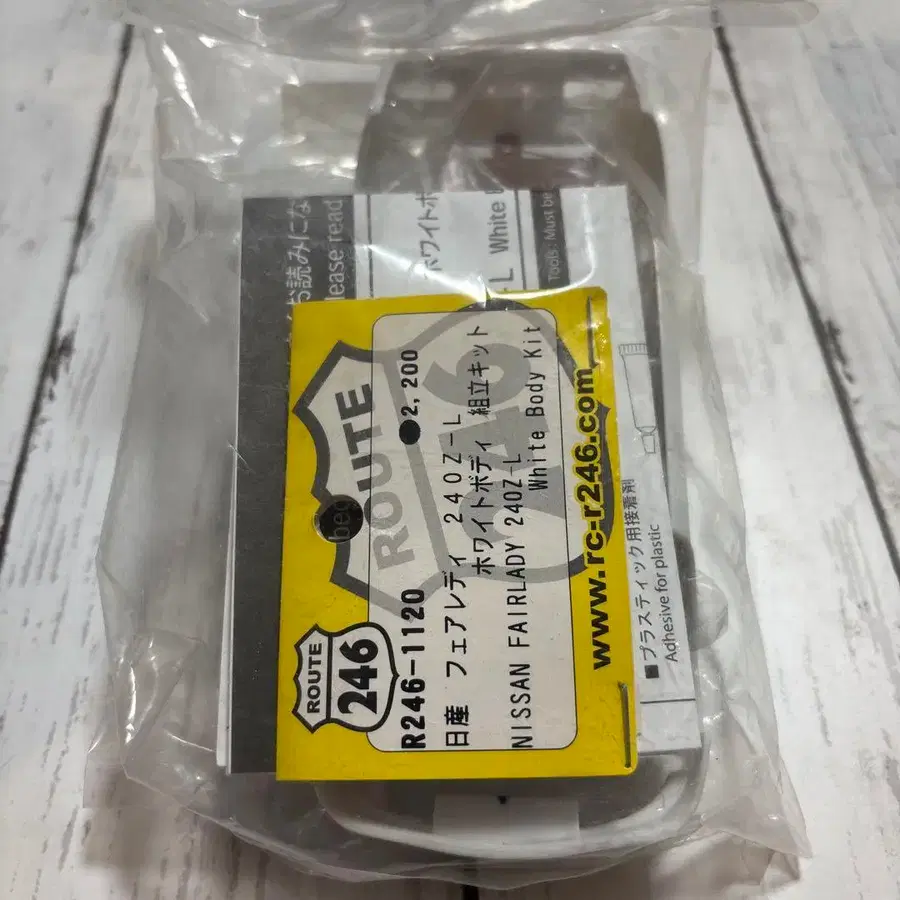 お読みにな
lease read
ホワイトボ
L White
Tools : Must be
ROUTE
246
ROUTE
246
R246-1120
●2,200
日産 フェアレディ 240Z-L
ホワイトボディ 組立キット
NISSAN FAIRLADY 240Z-L
White Body Kit
www.rc-r246.com
■ プラスティック用接着剤
Adhesive for plastic